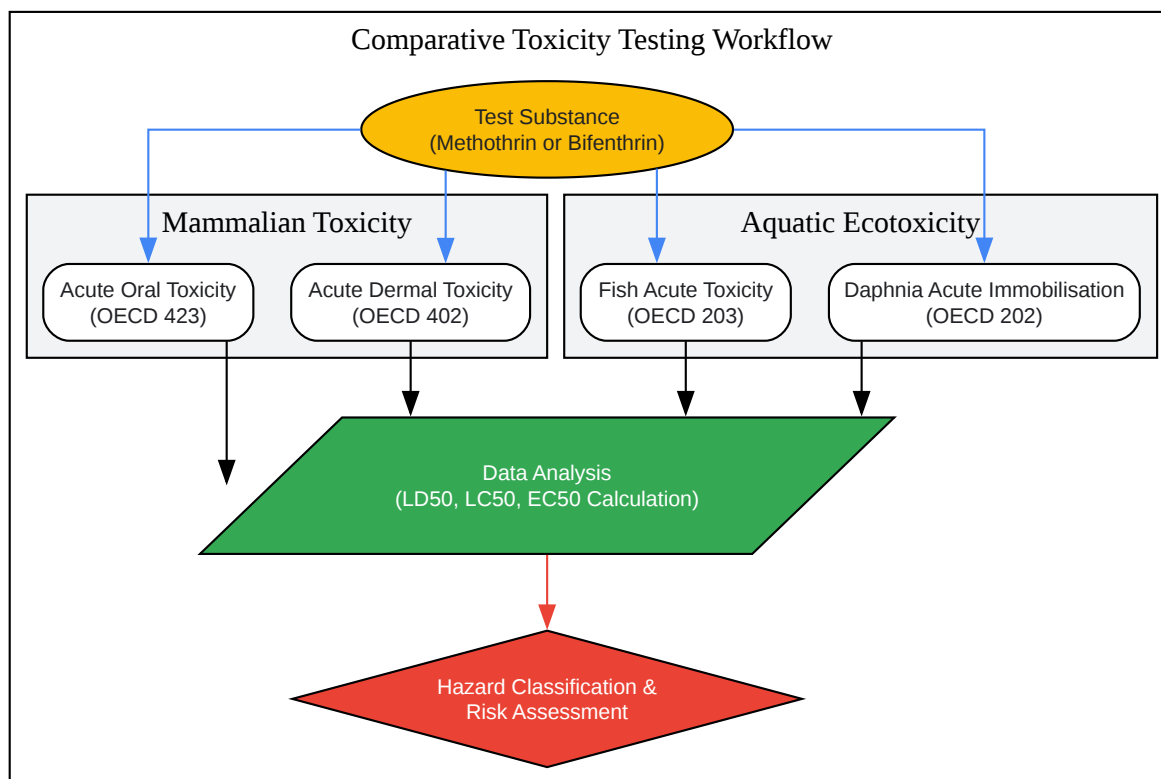 Comparative Toxicity Testing Workflow
Test Substance
(Methothrin or Bifenthrin)
Mammalian Toxicity
Aquatic Ecotoxicity
Acute Oral Toxicity
(OECD 423)
Acute Dermal Toxicity
(OECD 402)
Fish Acute Toxicity
(OECD 203)
Daphnia Acute Immobilisation
(OECD 202)
Data Analysis
(LD50, LC50, EC50 Calculation)
Hazard Classification &
Risk Assessment